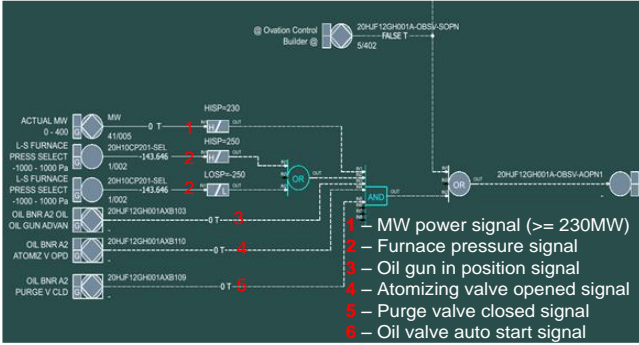 @ Ovation Control
Builder @
20HJF12GH001A-OBSV-SOPN
FALSE T
5/402
ACTUAL MW
0 - 400
G
MW
0 T
41/005
1
HISP=230
IN1
H/
OUT
L-S FURNACE
PRESS SELECT
-1000 - 1000 Pa
20H10CP201-SEL
-143.646
1/002
2
HISP=250
H/
OUT
OR
L-S FURNACE
PRESS SELECT
-1000 - 1000 Pa
G
20H10CP201-SEL
-143.646
1/002
2
LOSP=-250
/L
OUT
OIL BNR A2 OIL
OIL GUN ADVAN
G
20HJF12GH001AXB103
0 T
3
OIL BNR A2
ATOMIZ V OPD
G
20HJF12GH001AXB110
0 T
4
OIL BNR A2
PURGE V CLD
G
20HJF12GH001AXB109
0 T
5
AND
OUT
OR
OUT
20HJF12GH001A-OBSV-AOPN1
1 – MW power signal (>= 230MW)
2 – Furnace pressure signal
3 – Oil gun in position signal
4 – Atomizing valve opened signal
5 – Purge valve closed signal
6 – Oil valve auto start signal